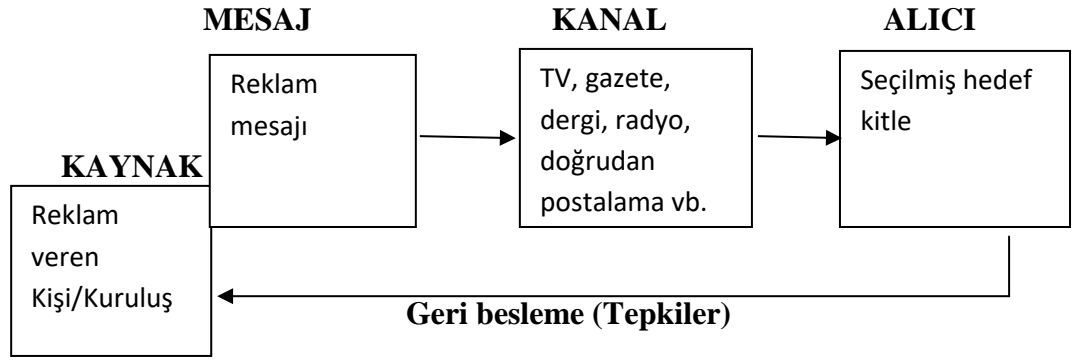 MESAJ
KANAL
ALICI
Reklam
mesajı
TV, gazete,
dergi, radyo,
doğrudan
postalama vb.
Seçilmiş hedef
kitle
KAYNAK
Reklam
veren
Kişi/Kuruluş
Geri besleme (Tepkiler)